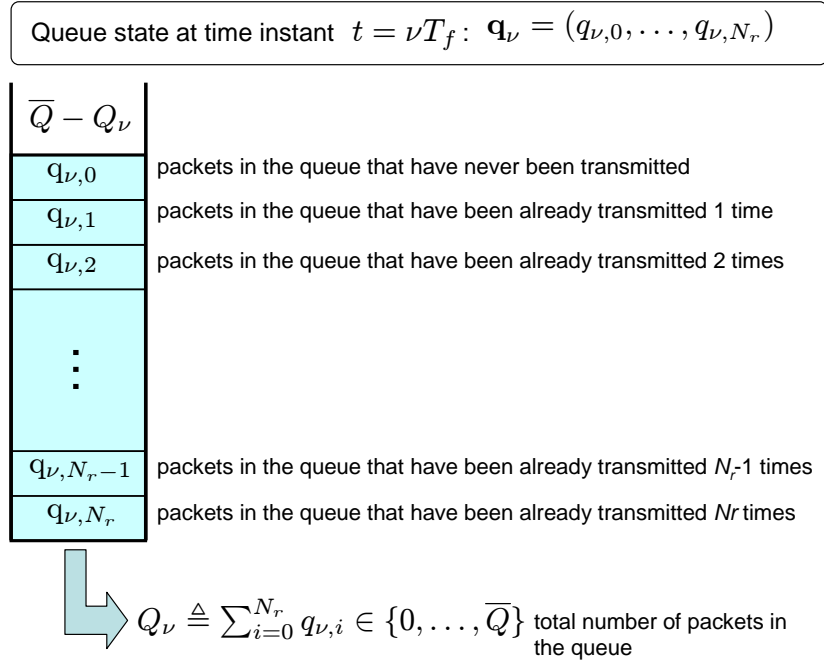 Queue state at time instant t = νT_f : 𝐪_ν = (q_{ν,0}, . . . , q_{ν,N_r})
Q̅ − Q_ν
q_{ν,0} packets in the queue that have never been transmitted
q_{ν,1} packets in the queue that have been already transmitted 1 time
q_{ν,2} packets in the queue that have been already transmitted 2 times
⋮
q_{ν,N_r−1} packets in the queue that have been already transmitted N_r-1 times
q_{ν,N_r} packets in the queue that have been already transmitted Nr times
Q_ν ≜ ∑_{i=0}^{N_r} q_{ν,i} ∈ {0, . . . , Q̅} total number of packets in
the queue